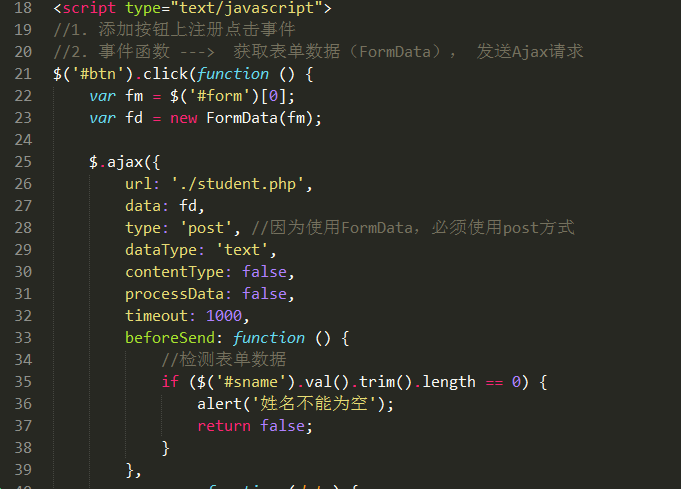 18 <script type="text/javascript">
19 //1. 添加按钮上注册点击事件
20 //2. 事件函数 ---> 获取表单数据（FormData）， 发送Ajax请求
21 $('#btn').click(function () {
22 var fm = $('#form')[0];
23 var fd = new FormData(fm);
24
25 $.ajax({
26 url: './student.php',
27 data: fd,
28 type: 'post', //因为使用FormData，必须使用post方式
29 dataType: 'text',
30 contentType: false,
31 processData: false,
32 timeout: 1000,
33 beforeSend: function () {
34 //检测表单数据
35 if ($('#sname').val().trim().length == 0) {
36 alert('姓名不能为空');
37 return false;
38 }
39 },